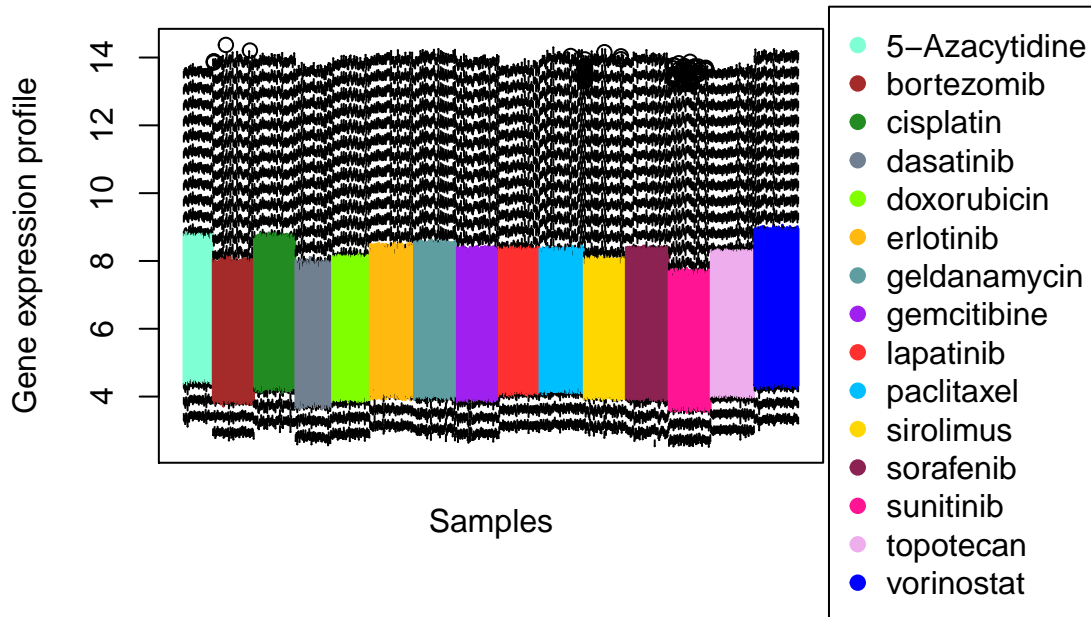 Gene expression profile
14
12
10
8
6
4
Samples
5−Azacytidine
bortezomib
cisplatin
dasatinib
doxorubicin
erlotinib
geldanamycin
gemcitibine
lapatinib
paclitaxel
sirolimus
sorafenib
sunitinib
topotecan
vorinostat